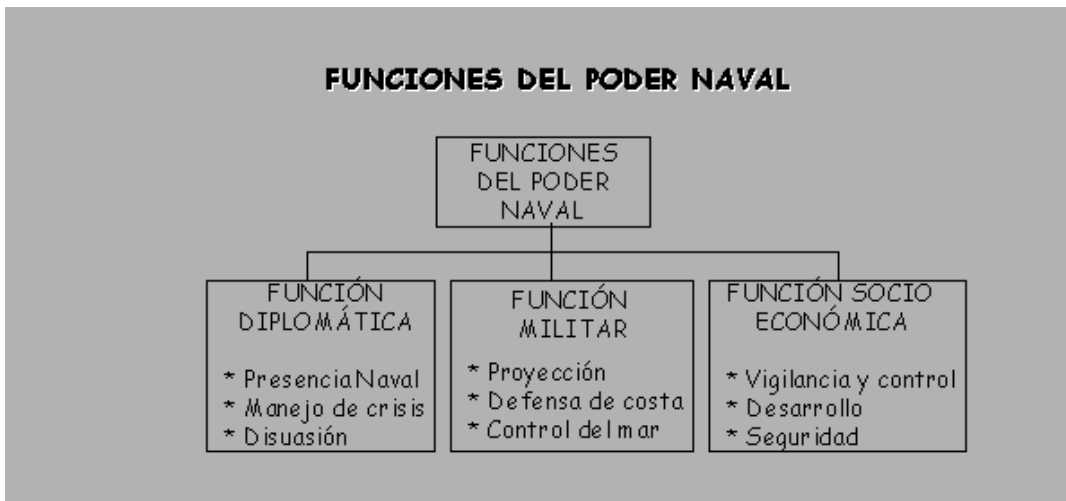 FUNCIONES DEL PODER NAVAL
FUNCIONES
DEL PODER
NAVAL
FUNCIÓN
DIPLOMÁTICA
* Presencia Naval
* Manejo de crisis
* Disuasión
FUNCIÓN
MILITAR
* Proyección
* Defensa de costa
* Control del mar
FUNCIÓN SOCIO
ECONÓMICA
* Vigilancia y control
* Desarrollo
* Seguridad